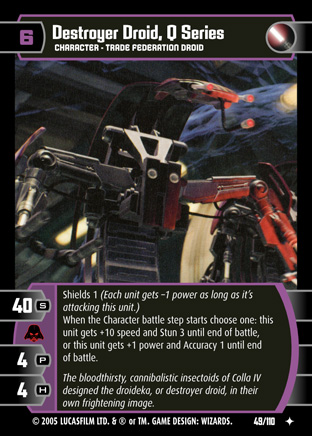 6
Destroyer Droid, Q Series
CHARACTER - TRADE FEDERATION DROID
40 S
4 P
4 H
Shields 1 (Each unit gets –1 power as long as it's
attacking this unit.)
When the Character battle step starts choose one: this
unit gets +10 speed and Stun 3 until end of battle,
or this unit gets +1 power and Accuracy 1 until end
of battle.
The bloodthirsty, cannibalistic insectoids of Colla IV
designed the droideka, or destroyer droid, in their
own frightening image.
© 2005 LUCASFILM LTD. & ® or TM. GAME DESIGN: WIZARDS. 49/110